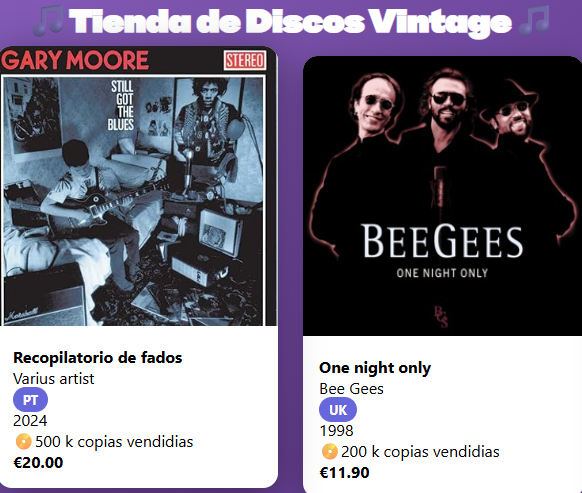 🎵 Tienda de Discos Vintage 🎵
GARY MOORE
STEREO
STILL
GOT
THE
BLUES
Marshall
Recopilatorio de fados
Varius artist
PT
2024
500 k copias vendidias
€20.00
BEEGEES
ONE NIGHT ONLY
One night only
Bee Gees
UK
1998
200 k copias vendidias
€11.90